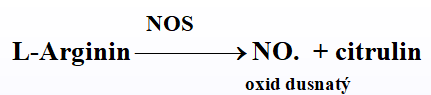 NOS
L-Arginin → NO. + citrulin
oxid dusnatý